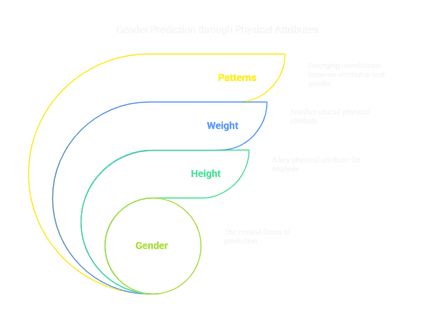 Gender Prediction through Physical Attributes
Patterns
Discerning correlations
between attributes and
gender
Weight
Another crucial physical
attribute
Height
A key physical attribute for
analysis
Gender
The central focus of
prediction